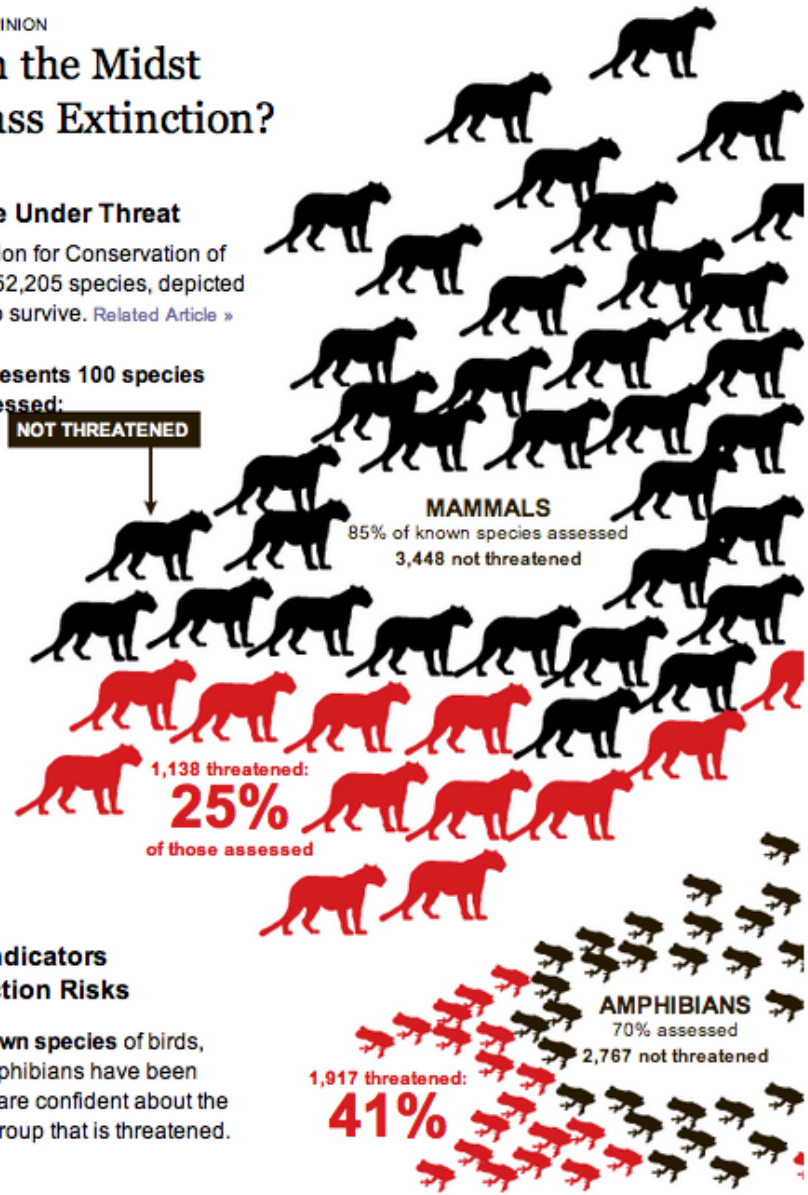 INION
n the Midst
ass Extinction?
e Under Threat
ion for Conservation of
52,205 species, depicted
o survive. Related Article »
esents 100 species
essed:
NOT THREATENED
MAMMALS
85% of known species assessed
3,448 not threatened
1,138 threatened:
25%
of those assessed
ndicators
ction Risks
wn species of birds,
phibians have been
are confident about the
roup that is threatened.
AMPHIBIANS
70% assessed
2,767 not threatened
1,917 threatened:
41%